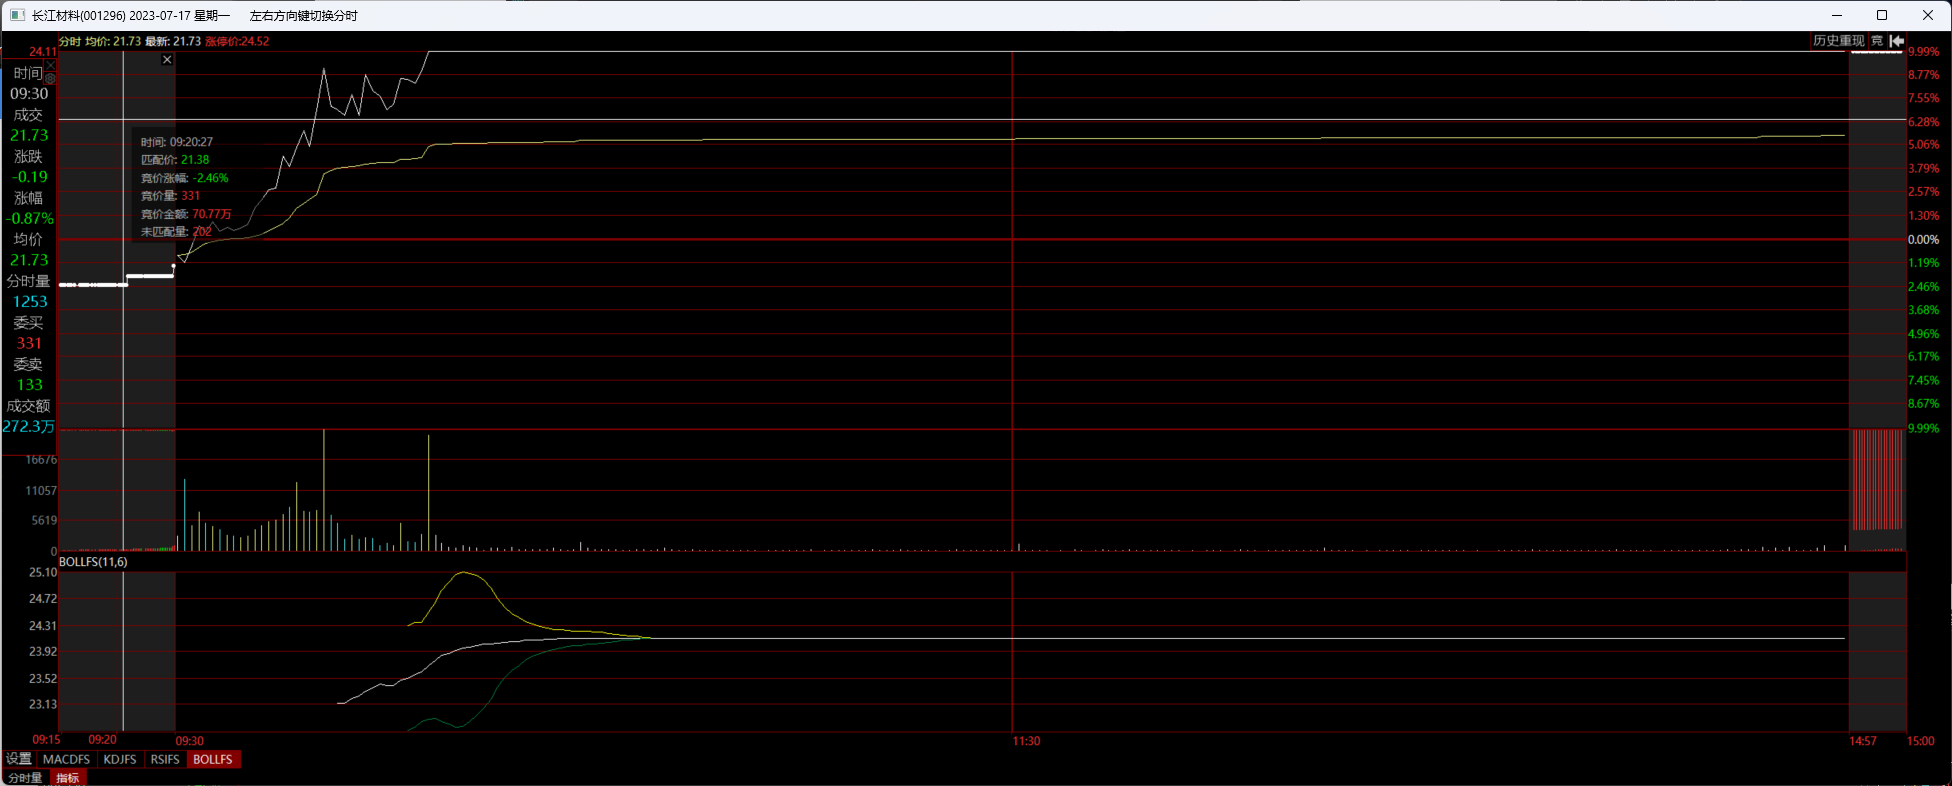 长江材料(001296) 2023-07-17 星期一 左右方向键切换分时
分时 均价: 21.73 最新: 21.73 涨停价:24.52
历史重现 竞
24.11
时间
09:30
成交
21.73
涨跌
-0.19
涨幅
-0.87%
均价
21.73
分时量
1253
委买
331
委卖
133
成交额
272.3万
时间: 09:20:27
匹配价: 21.38
竞价涨幅: -2.46%
竞价量: 331
竞价金额: 70.77万
未匹配量: 202
9.99%
8.77%
7.55%
6.28%
5.06%
3.79%
2.57%
1.30%
0.00%
1.19%
2.46%
3.68%
4.96%
6.17%
7.45%
8.67%
9.99%
16676
11057
5619
0
BOLLFS(11,6)
25.10
24.72
24.31
23.92
23.52
23.13
09:15 09:20 09:30 11:30 14:57 15:00
设置 MACDFS KDJFS RSIFS BOLLFS
分时量 指标